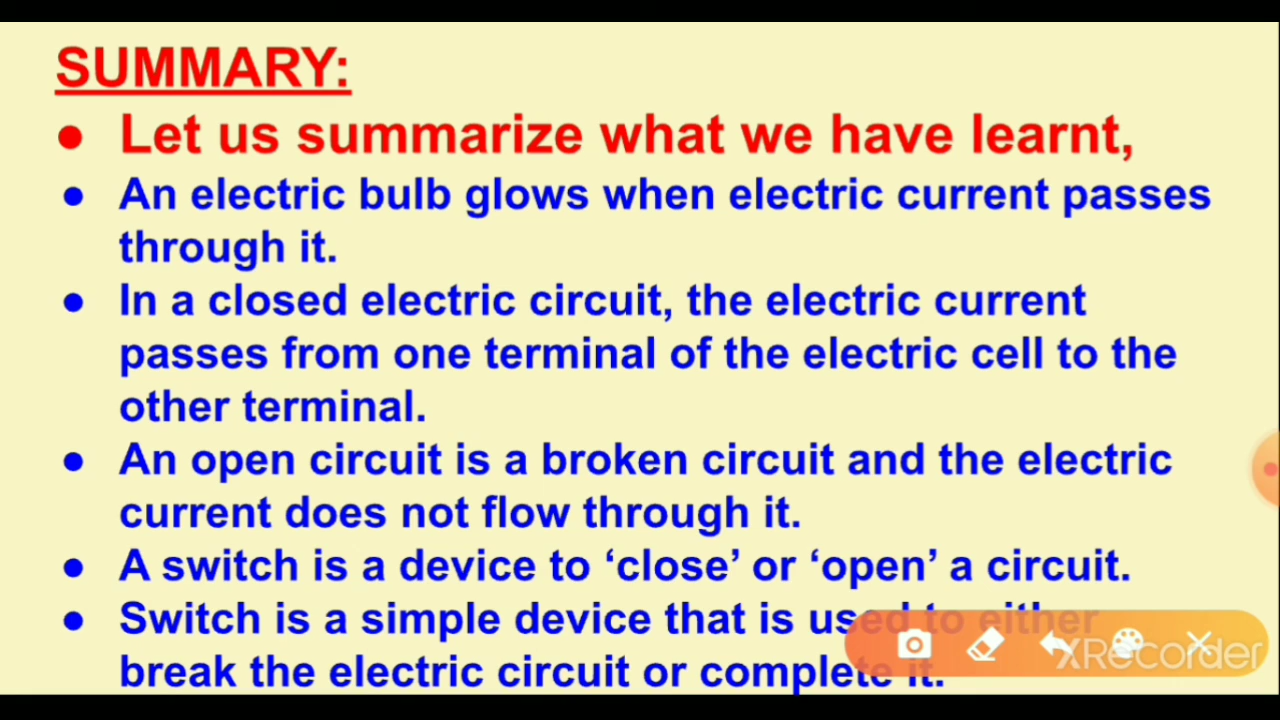 SUMMARY:
● Let us summarize what we have learnt,
● An electric bulb glows when electric current passes
through it.
● In a closed electric circuit, the electric current
passes from one terminal of the electric cell to the
other terminal.
● An open circuit is a broken circuit and the electric
current does not flow through it.
● A switch is a device to ‘close’ or ‘open’ a circuit.
● Switch is a simple device that is used to either
break the electric circuit or complete it.
XRecorder